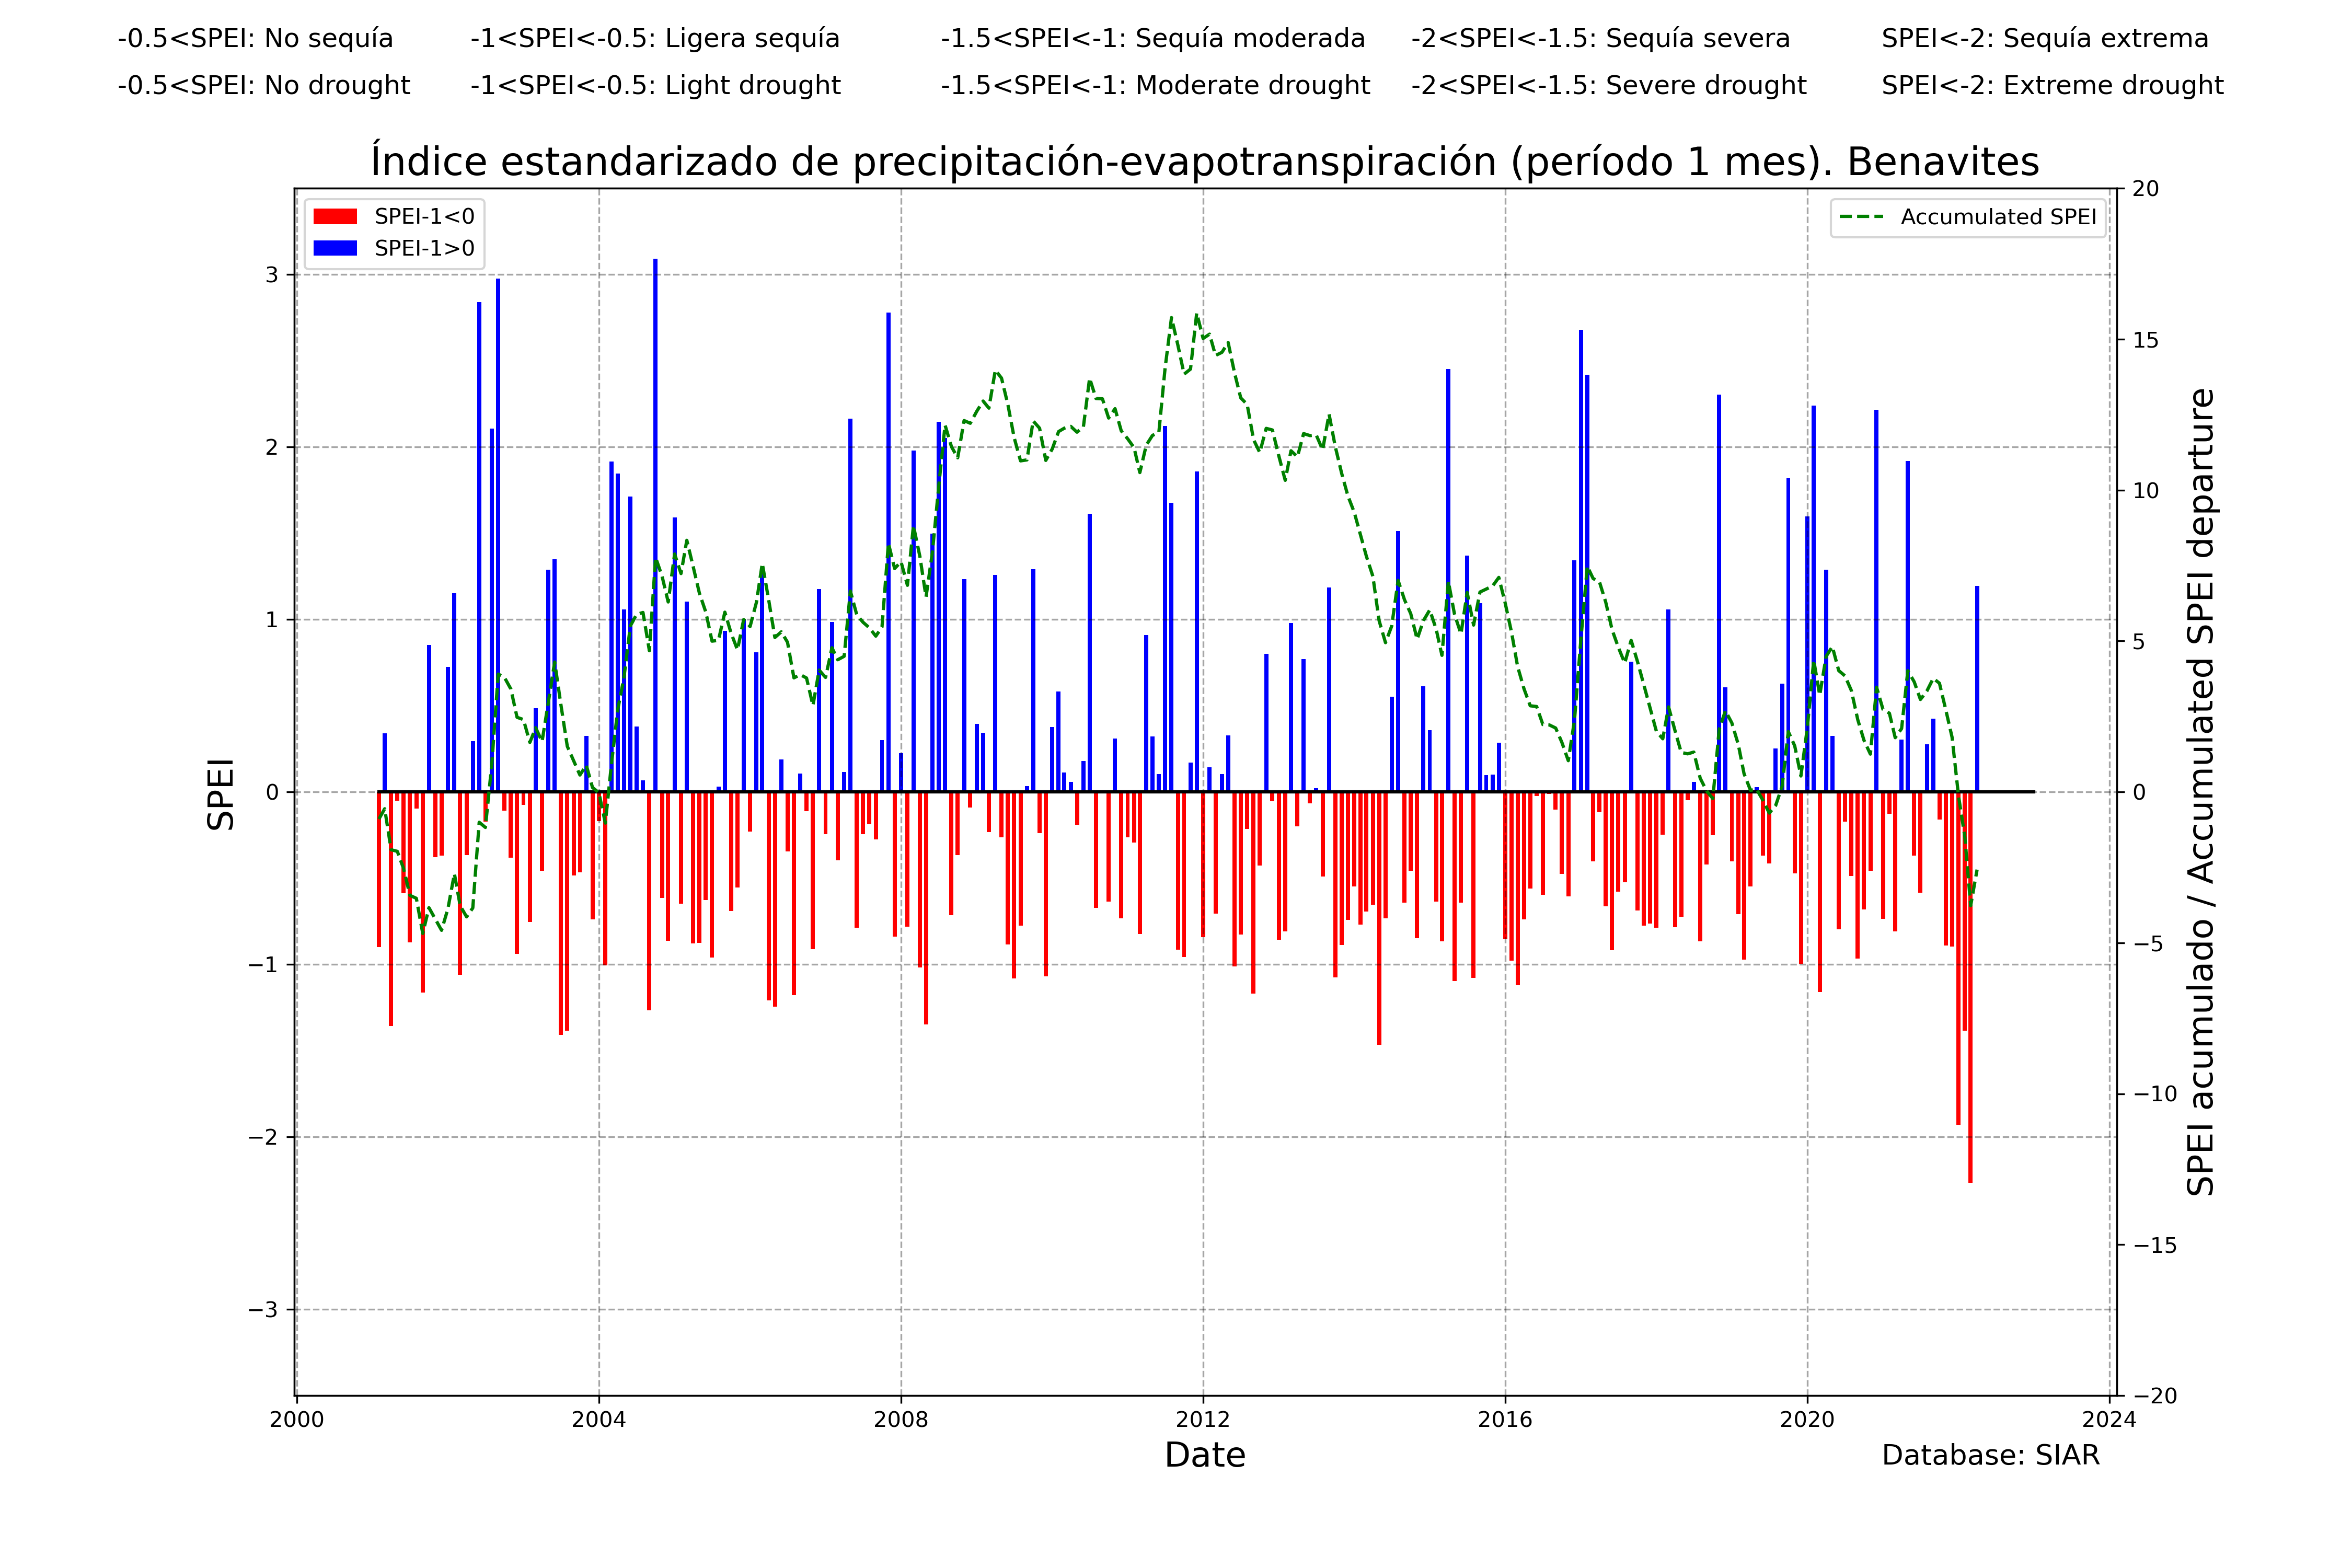 -0.5<SPEI: No sequía -1<SPEI<-0.5: Ligera sequía -1.5<SPEI<-1: Sequía moderada -2<SPEI<-1.5: Sequía severa SPEI<-2: Sequía extrema
-0.5<SPEI: No drought -1<SPEI<-0.5: Light drought -1.5<SPEI<-1: Moderate drought -2<SPEI<-1.5: Severe drought SPEI<-2: Extreme drought
Índice estandarizado de precipitación-evapotranspiración (período 1 mes). Benavites
SPEI-1<0
SPEI-1>0
Accumulated SPEI
SPEI
3
2
1
0
−1
−2
−3
20
15
10
5
0
−5
−10
−15
−20
SPEI acumulado / Accumulated SPEI departure
2000 2004 2008 2012 2016 2020 2024
Date
Database: SIAR